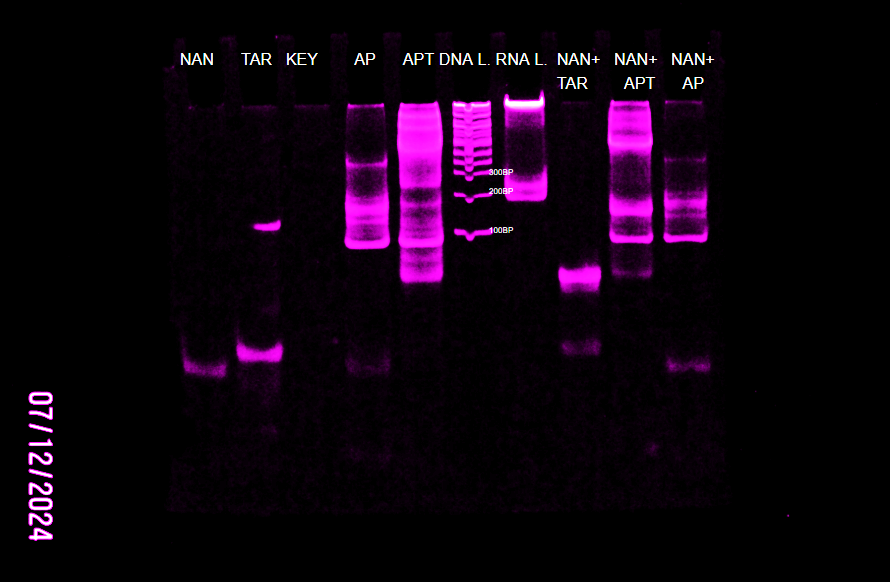 NAN TAR KEY AP APT DNA L. RNA L. NAN+ NAN+ NAN+
TAR APT AP
300BP
200BP
100BP
07/12/2024